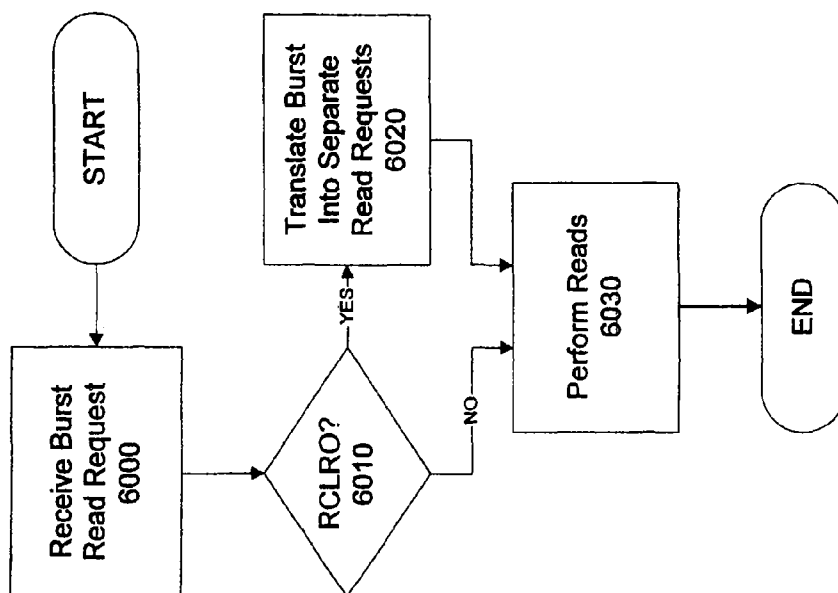 START
Receive Burst
Read Request
6000
RCLRO?
6010
YES
Translate Burst
Into Separate
Read Requests
6020
NO
Perform Reads
6030
END